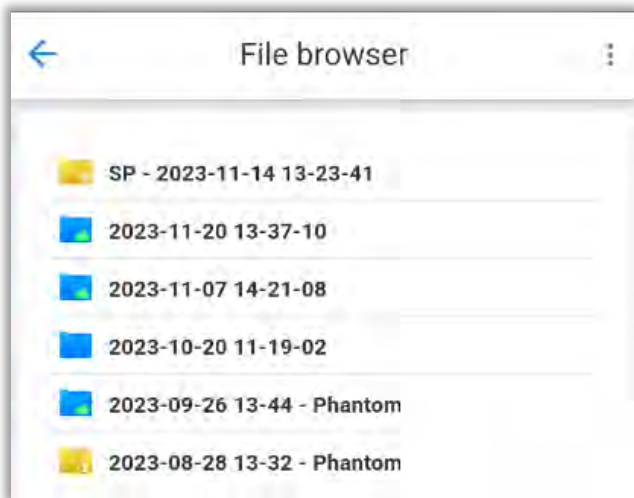 File browser
SP - 2023-11-14 13-23-41
2023-11-20 13-37-10
2023-11-07 14-21-08
2023-10-20 11-19-02
2023-09-26 13-44 - Phantom
2023-08-28 13-32 - Phantom